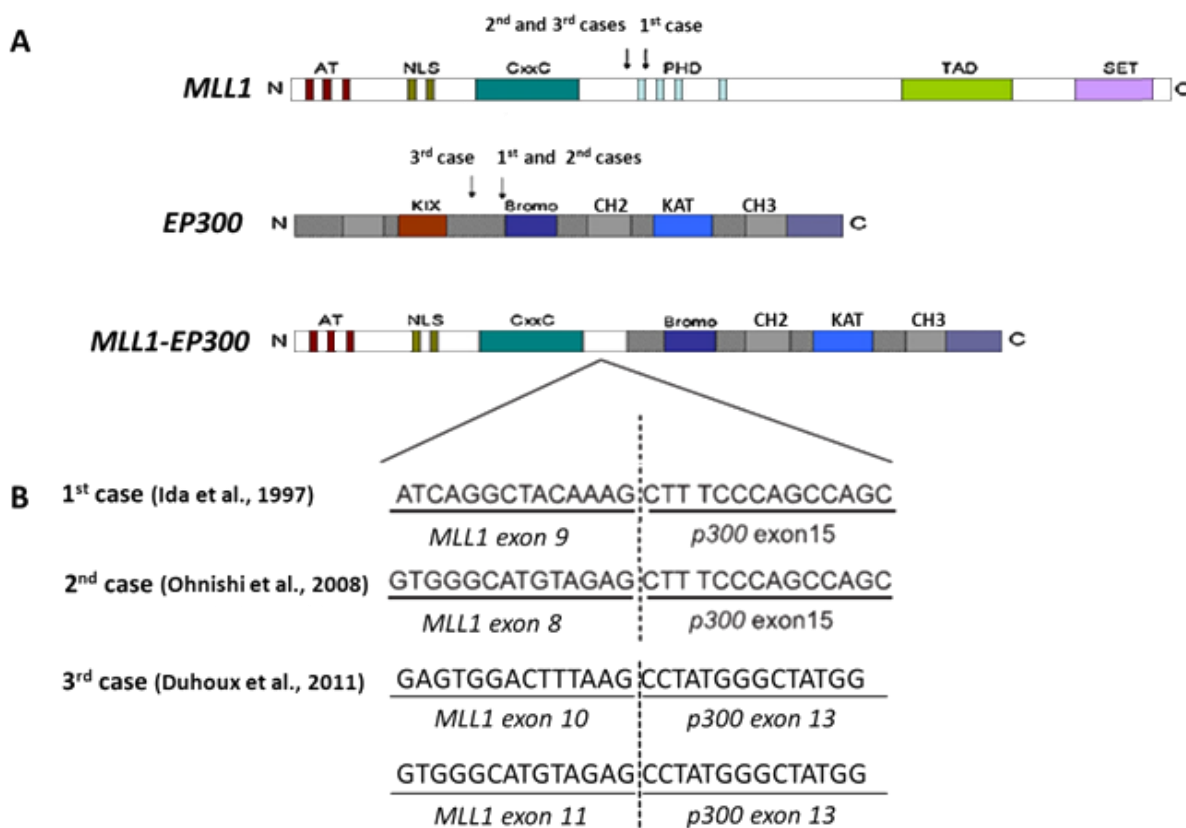 A
2nd and 3rd cases 1st case
AT NLS CxxC PHD TAD SET
MLL1 N C
3rd case 1st and 2nd cases
KIX Bromo CH2 KAT CH3
EP300 N C
AT NLS CxxC Bromo CH2 KAT CH3
MLL1-EP300 N C
B 1st case (Ida et al., 1997) ATCAGGCTACAAAG CTT TCCCAGCCAGC
MLL1 exon 9 p300 exon15
2nd case (Ohnishi et al., 2008) GTGGGCATGTAGAG CTT TCCCAGCCAGC
MLL1 exon 8 p300 exon15
3rd case (Duhoux et al., 2011) GAGTGGACTTTAAG CCTATGGGCTATGG
MLL1 exon 10 p300 exon 13
GTGGGCATGTAGAG CCTATGGGCTATGG
MLL1 exon 11 p300 exon 13